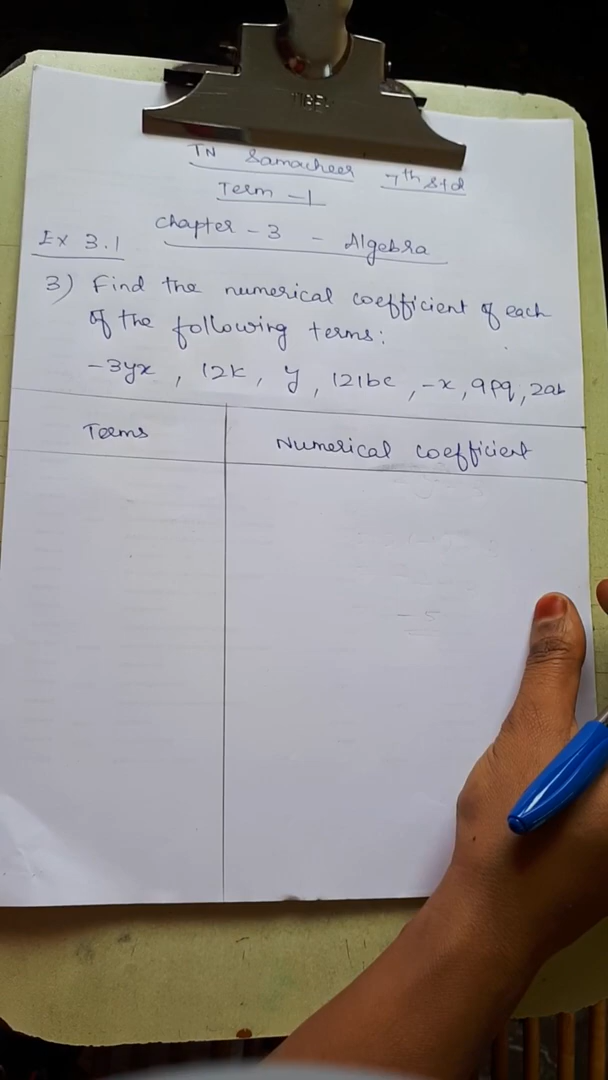 TIGER
TN Samacheer 7th Std
Term - 1
Chapter - 3 - Algebra
Ex 3.1
3) Find the numerical coefficient of each
of the following terms:
-3yx, 12k, y, 121bc, -x, 9pq, 2ab
Terms
Numerical coefficient